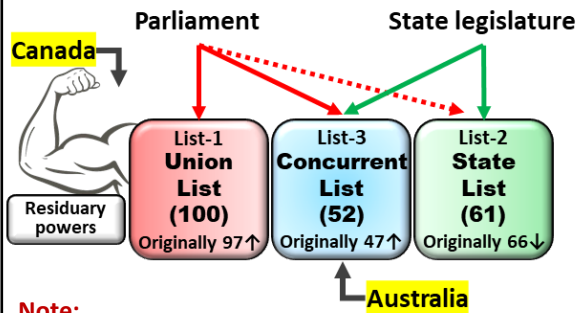 Parliament
State legislature
Canada
List-1
Union
List
(100)
Originally 97↑
List-3
Concurrent
List
(52)
Originally 47↑
List-2
State
List
(61)
Originally 66↓
Residuary
powers
Australia
Note: